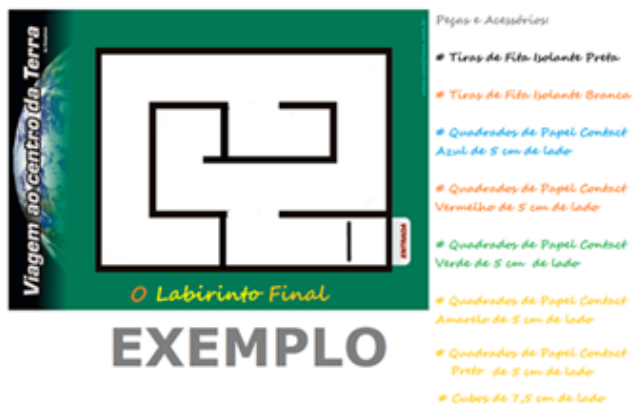 Viagem ao centro da Terra
ENTRADA
O Labirinto Final
EXEMPLO
Peças e Acessórios:
# Tiras de Fita Isolante Preta
# Tiras de Fita Isolante Branca
# Quadrados de Papel Contact
Azul de 5 cm de lado
# Quadrados de Papel Contact
Vermelho de 5 cm de lado
# Quadrados de Papel Contact
Verde de 5 cm de lado
# Quadrados de Papel Contact
Amarelo de 5 cm de lado
# Quadrados de Papel Contact
Preto de 5 cm de lado
# Cubos de 7,5 cm de lado